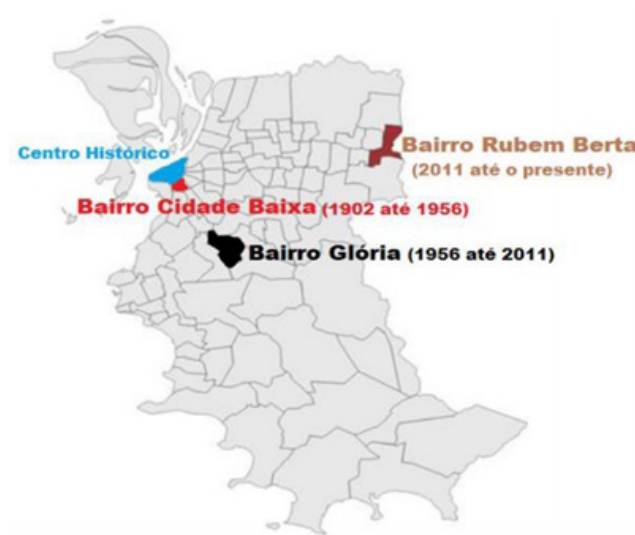 Bairro Rubem Berta
(2011 até o presente)
Centro Histórico
Bairro Cidade Baixa (1902 até 1956)
Bairro Glória (1956 até 2011)